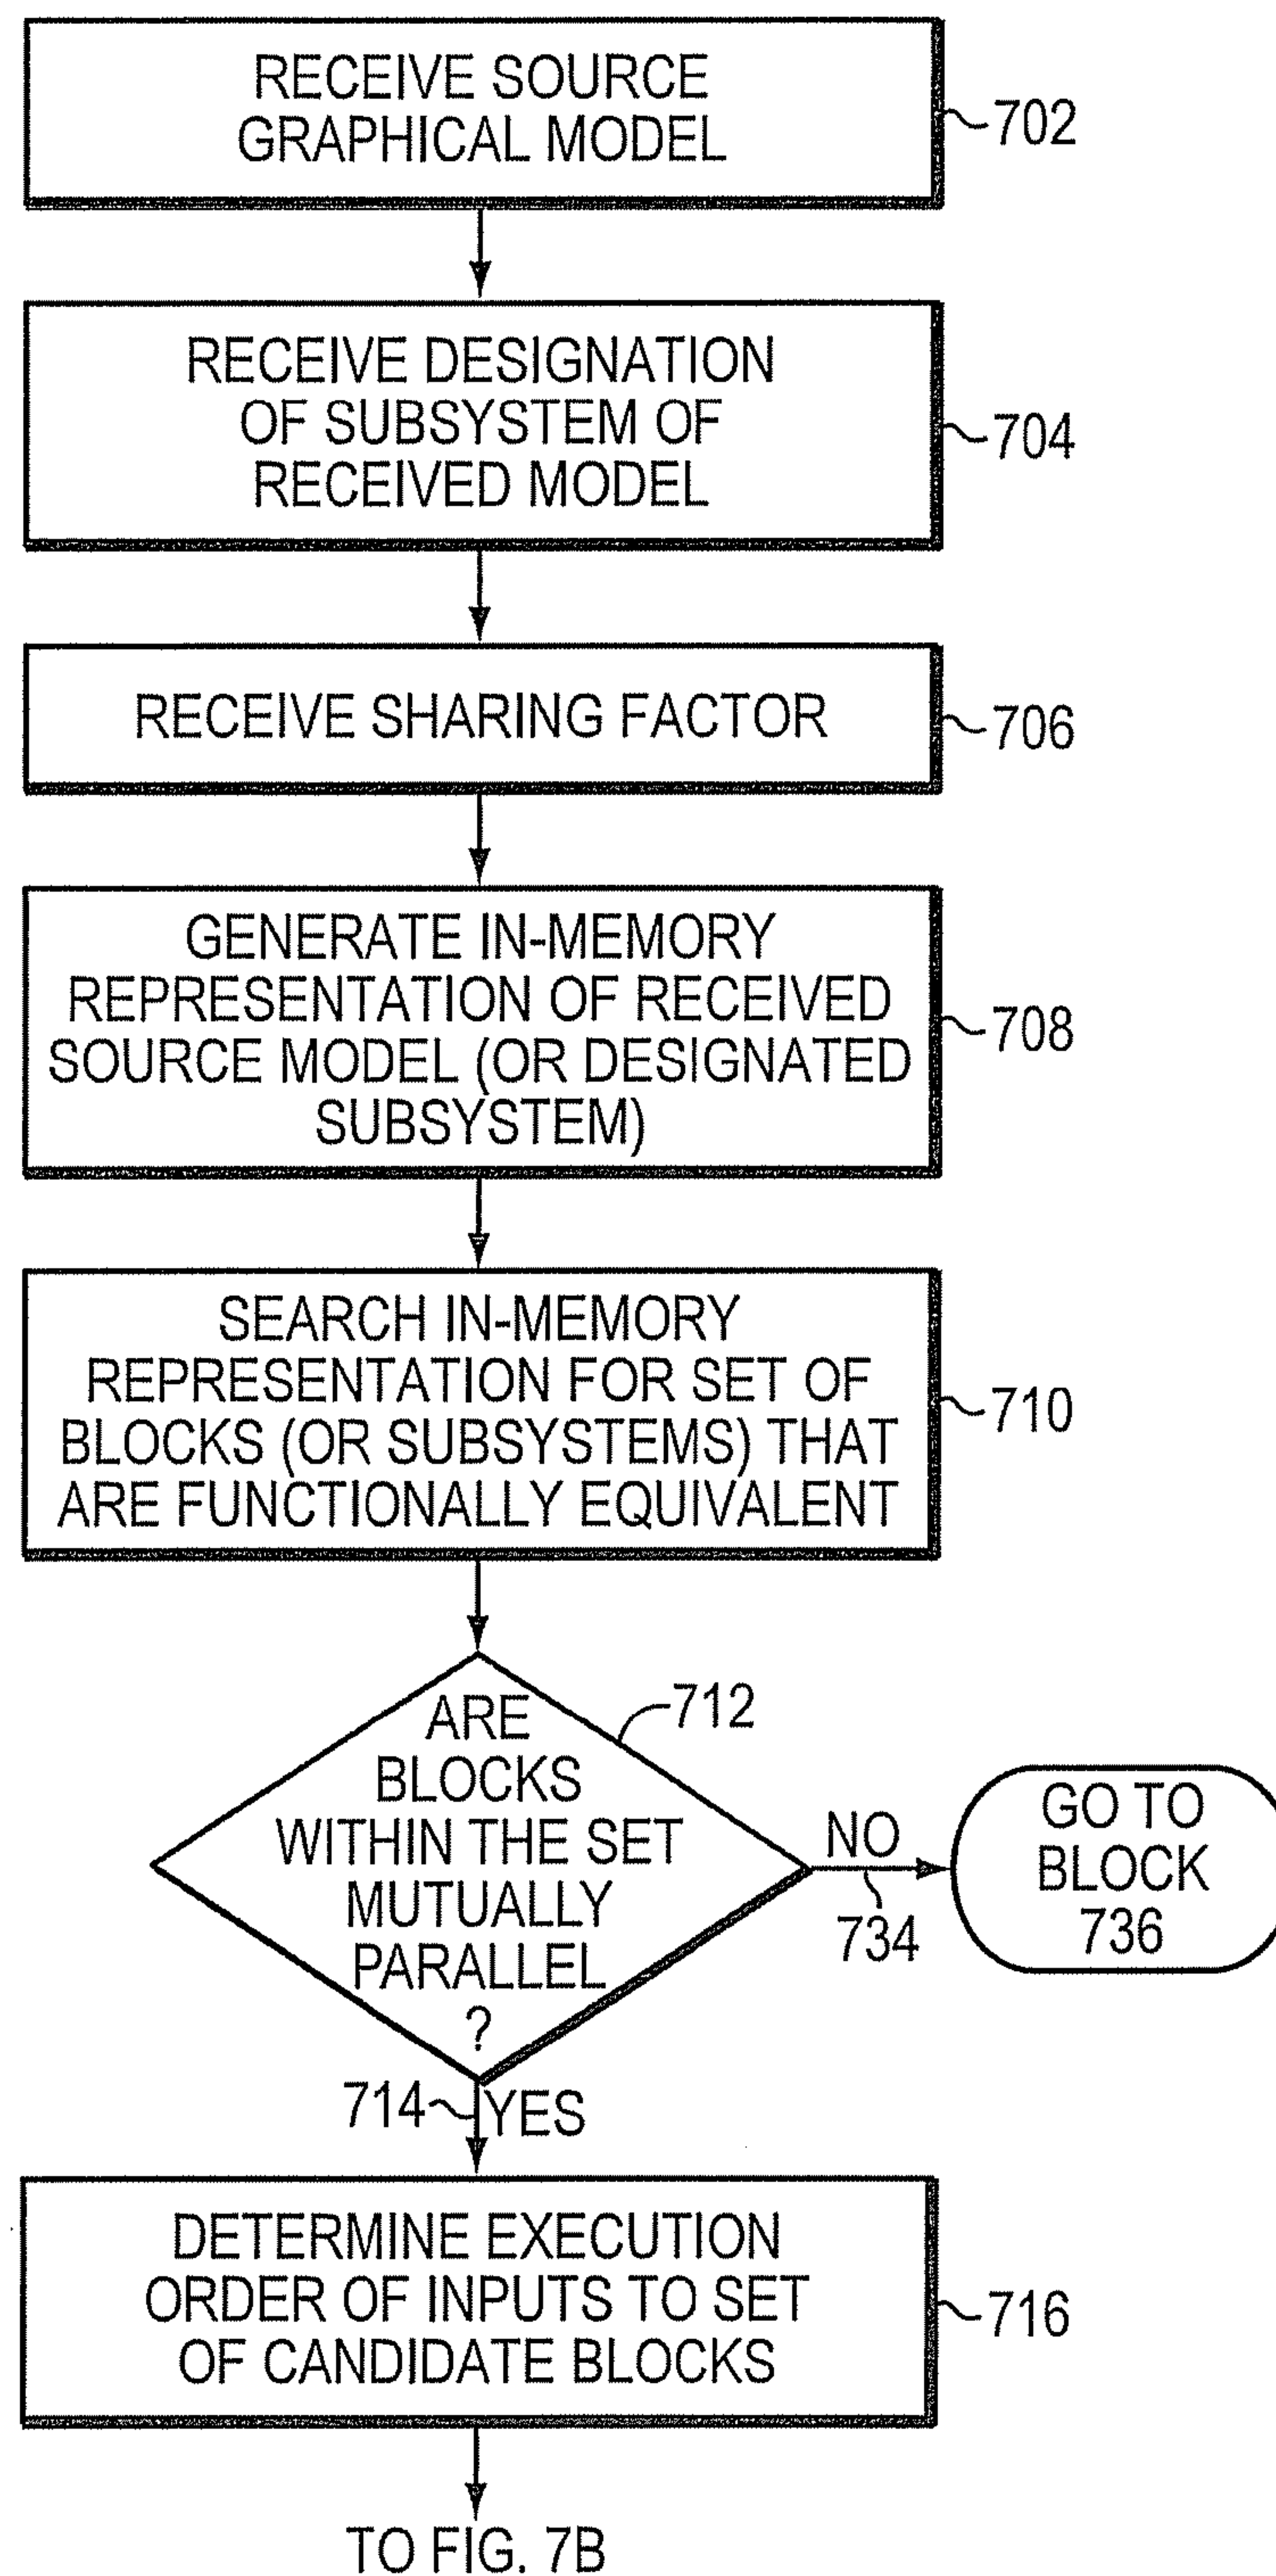 RECEIVE SOURCE
GRAPHICAL MODEL
702
RECEIVE DESIGNATION
OF SUBSYSTEM OF
RECEIVED MODEL
704
RECEIVE SHARING FACTOR
706
GENERATE IN-MEMORY
REPRESENTATION OF RECEIVED
SOURCE MODEL (OR DESIGNATED
SUBSYSTEM)
708
SEARCH IN-MEMORY
REPRESENTATION FOR SET OF
BLOCKS (OR SUBSYSTEMS) THAT
ARE FUNCTIONALLY EQUIVALENT
710
ARE
BLOCKS
WITHIN THE SET
MUTUALLY
PARALLEL
?
712
NO
734
GO TO
BLOCK
736
714
YES
DETERMINE EXECUTION
ORDER OF INPUTS TO SET
OF CANDIDATE BLOCKS
716
TO FIG. 7B